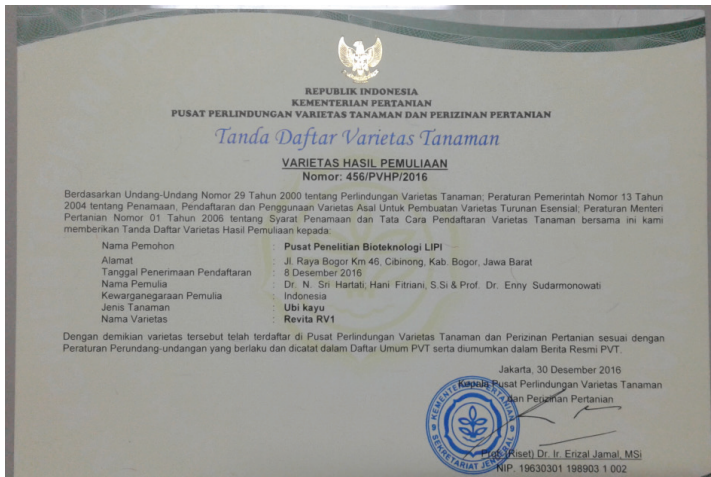 REPUBLIK INDONESIA
KEMENTERIAN PERTANIAN
PUSAT PERLINDUNGAN VARIETAS TANAMAN DAN PERIZINAN PERTANIAN
Tanda Daftar Varietas Tanaman
VARIETAS HASIL PEMULIAAN
Nomor: 456/PVHP/2016
Berdasarkan Undang-Undang Nomor 29 Tahun 2000 tentang Perlindungan Varietas Tanaman; Peraturan Pemerintah Nomor 13 Tahun
2004 tentang Penamaan, Pendaftaran dan Penggunaan Varietas Asal Untuk Pembuatan Varietas Turunan Esensial; Peraturan Menteri
Pertanian Nomor 01 Tahun 2006 tentang Syarat Penamaan dan Tata Cara Pendaftaran Varietas Tanaman bersama ini kami
memberikan Tanda Daftar Varietas Hasil Pemuliaan kepada:
Nama Pemohon : Pusat Penelitian Bioteknologi LIPI
Alamat : Jl. Raya Bogor Km 46, Cibinong, Kab. Bogor, Jawa Barat
Tanggal Penerimaan Pendaftaran : 8 Desember 2016
Nama Pemulia : Dr. N. Sri Hartati; Hani Fitriani, S.Si & Prof. Dr. Enny Sudarmonowati
Kewarganegaraan Pemulia : Indonesia
Jenis Tanaman : Ubi kayu
Nama Varietas : Revita RV1
Dengan demikian varietas tersebut telah terdaftar di Pusat Perlindungan Varietas Tanaman dan Perizinan Pertanian sesuai dengan
Peraturan Perundang-undangan yang berlaku dan dicatat dalam Daftar Umum PVT serta diumumkan dalam Berita Resmi PVT.
Jakarta, 30 Desember 2016
Kepala Pusat Perlindungan Varietas Tanaman
dan Perizinan Pertanian
KEMENTERIAN PERTANIAN
SEKRETARIAT JENDERAL
Prof. (Riset) Dr. Ir. Erizal Jamal, MSi
NIP. 19630301 198903 1 002